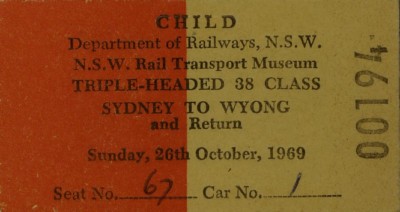 CHILD
Department of Railways, N.S.W.
N.S.W. Rail Transport Museum
TRIPLE-HEADED 38 CLASS
SYDNEY TO WYONG
and Return
Sunday, 26th October, 1969
Seat No. 67 Car No. 1
00194